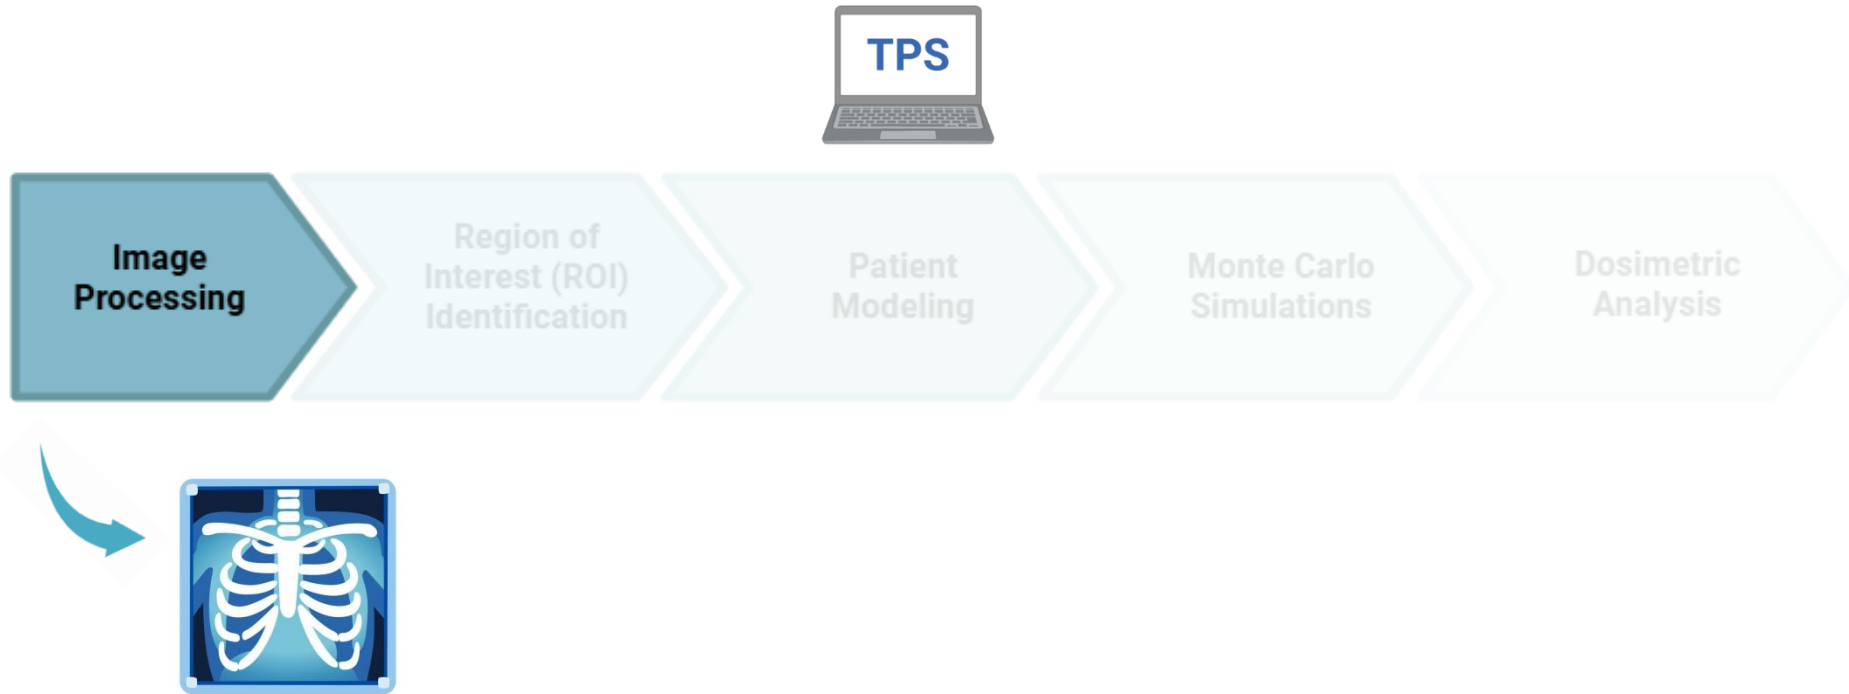 TPS
Image
Processing
Region of
Interest (ROI)
Identification
Patient
Modeling
Monte Carlo
Simulations
Dosimetric
Analysis